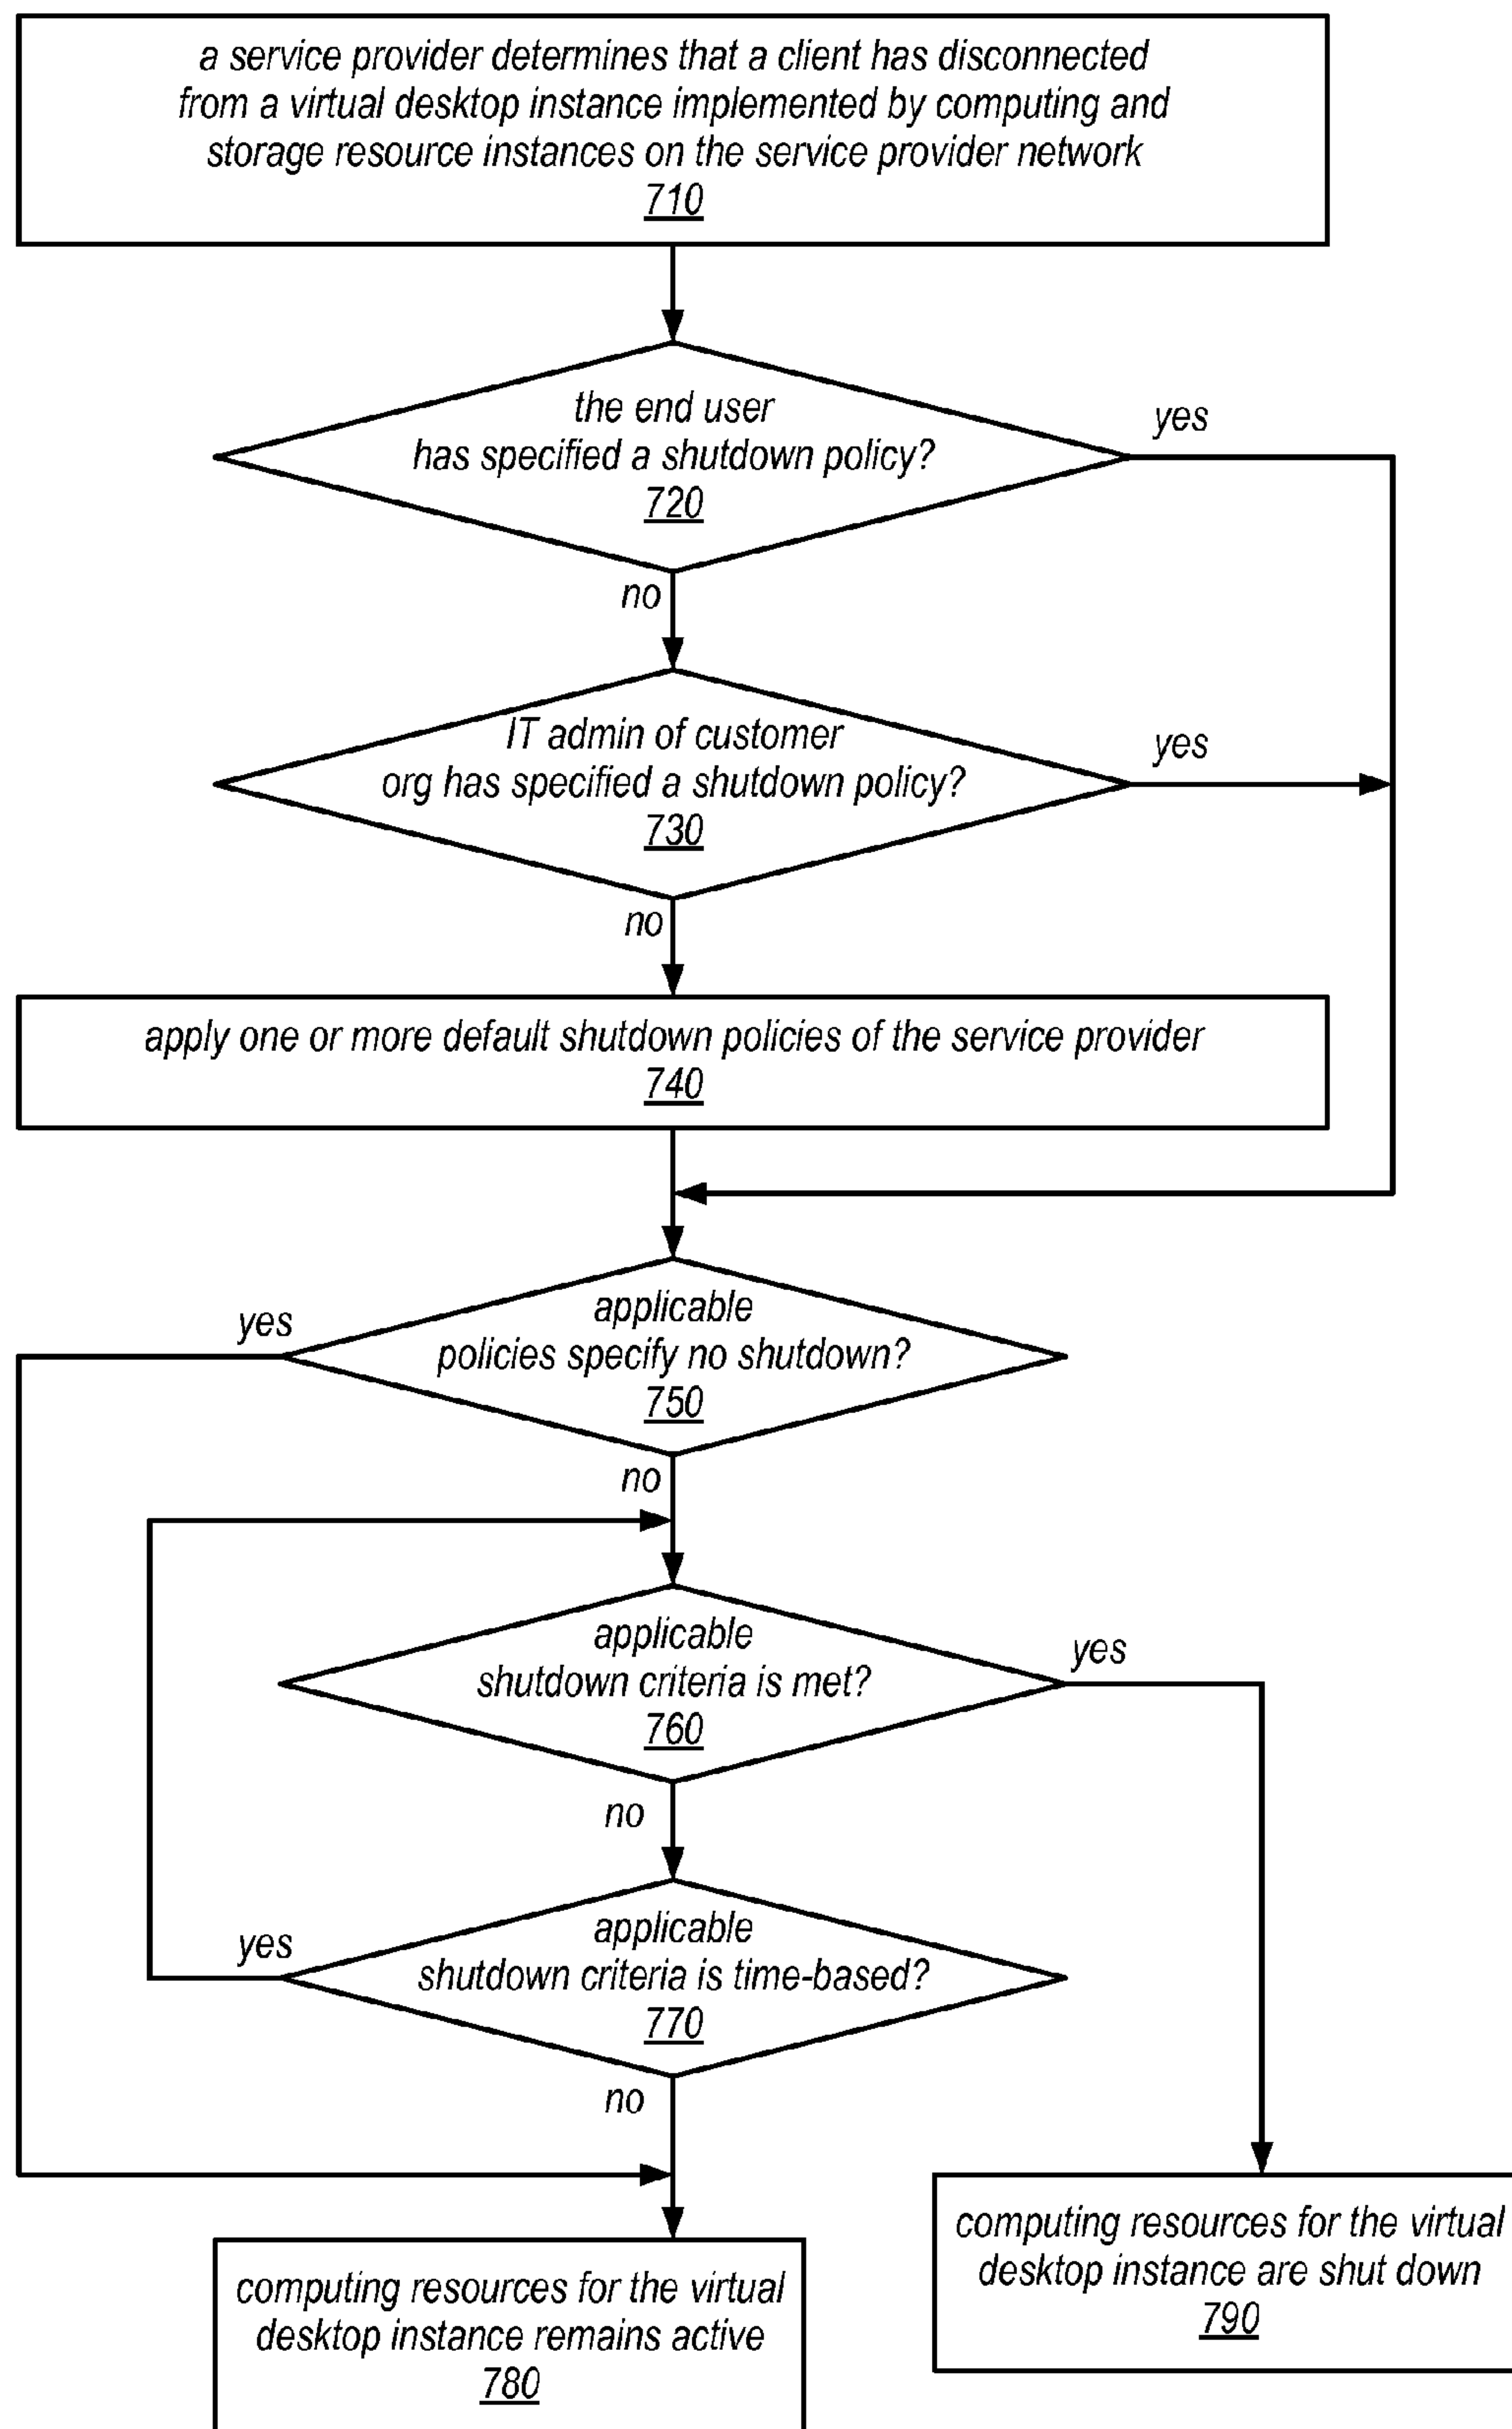 a service provider determines that a client has disconnected
from a virtual desktop instance implemented by computing and
storage resource instances on the service provider network
710
the end user
has specified a shutdown policy?
720
yes
no
IT admin of customer
org has specified a shutdown policy?
730
yes
no
apply one or more default shutdown policies of the service provider
740
applicable
policies specify no shutdown?
750
yes
no
applicable
shutdown criteria is met?
760
yes
no
applicable
shutdown criteria is time-based?
770
yes
no
computing resources for the virtual
desktop instance remains active
780
computing resources for the virtual
desktop instance are shut down
790